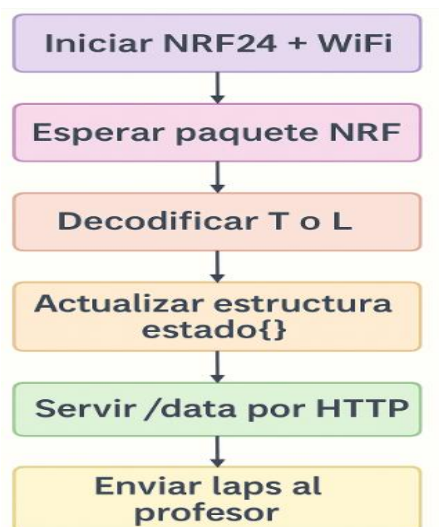 Iniciar NRF24 + WiFi
Esperar paquete NRF
Decodificar T o L
Actualizar estructura
estado{}
Servir /data por HTTP
Enviar laps al
profesor